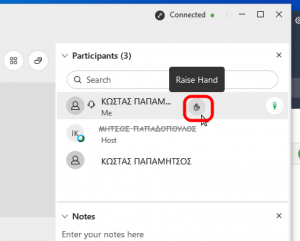 Connected
Participants (3)
Raise Hand
Search
ΚΩΣΤΑΣ ΠΑΠΑΜ...
Me
ΙΚ
ΜΗΤΣΟΣ ΠΑΠΑΔΟΠΟΥΛΟΣ
Host
ΚΩΣΤΑΣ ΠΑΠΑΜΗΤΣΟΣ
Notes
Enter your notes here